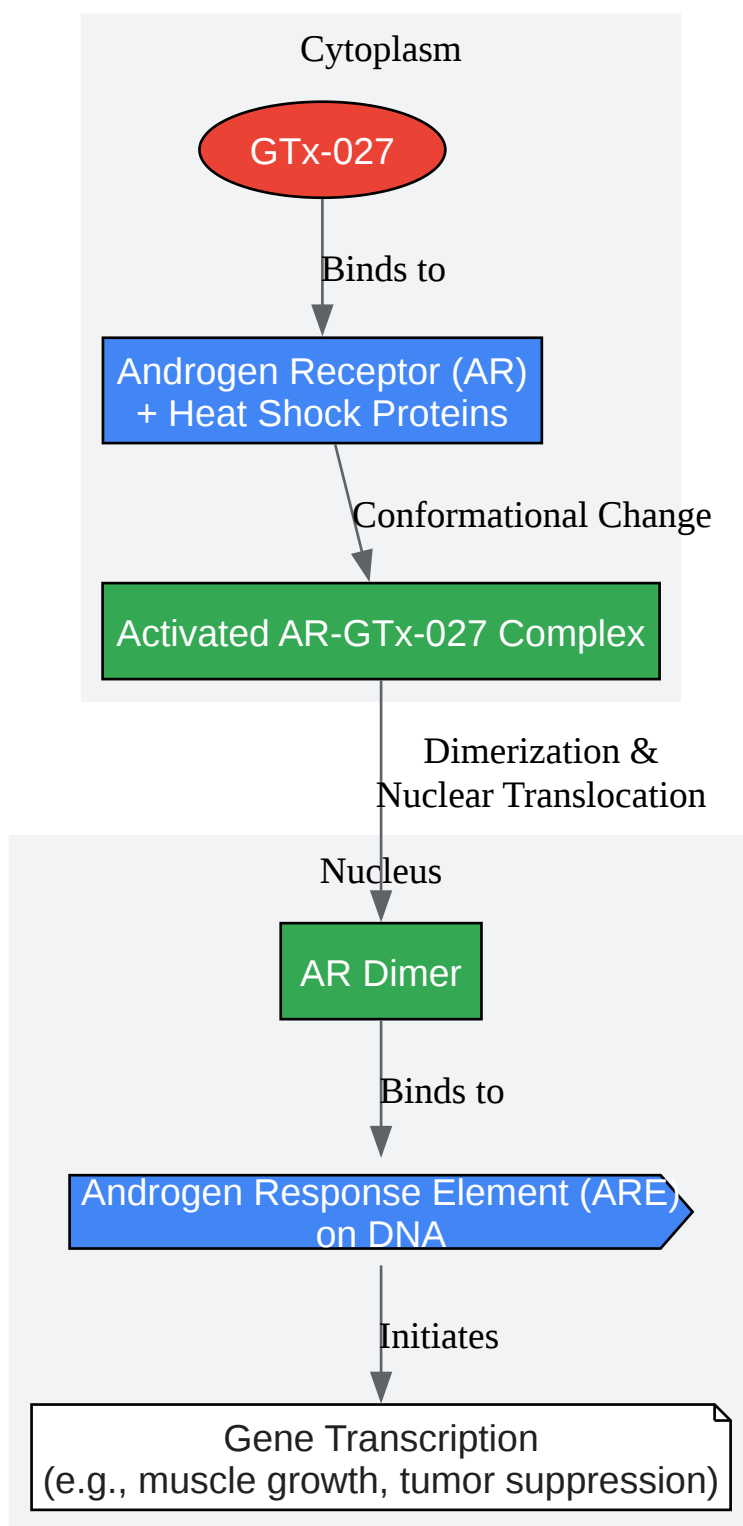 Cytoplasm
GTx-027
Binds to
Androgen Receptor (AR)
+ Heat Shock Proteins
Conformational Change
Activated AR-GTx-027 Complex
Dimerization &
Nuclear Translocation
Nucleus
AR Dimer
Binds to
Androgen Response Element (ARE)
on DNA
Initiates
Gene Transcription
(e.g., muscle growth, tumor suppression)